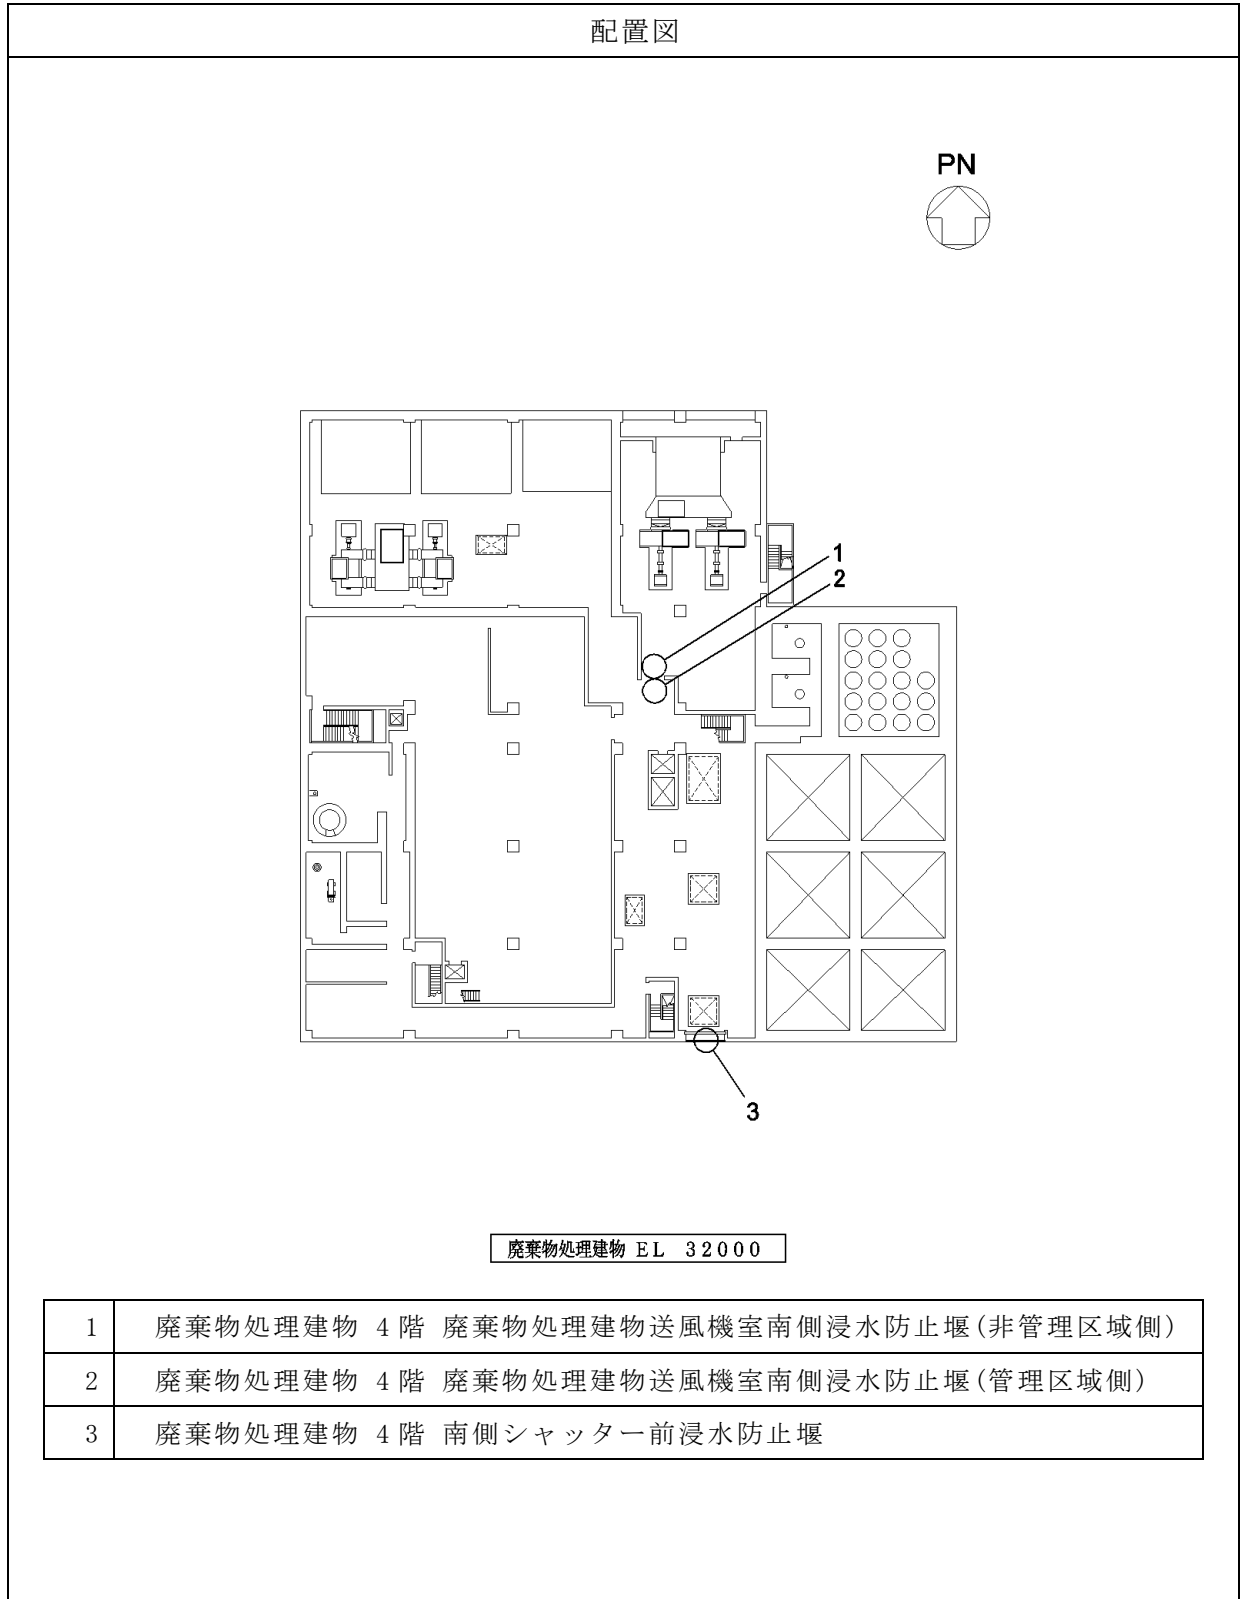 配置図
PN
1
2
3
廃棄物処理建物 EL 32000
1 廃棄物処理建物 4階 廃棄物処理建物送風機室南側浸水防止堰(非管理区域側)
2 廃棄物処理建物 4階 廃棄物処理建物送風機室南側浸水防止堰(管理区域側)
3 廃棄物処理建物 4階 南側シャッター前浸水防止堰